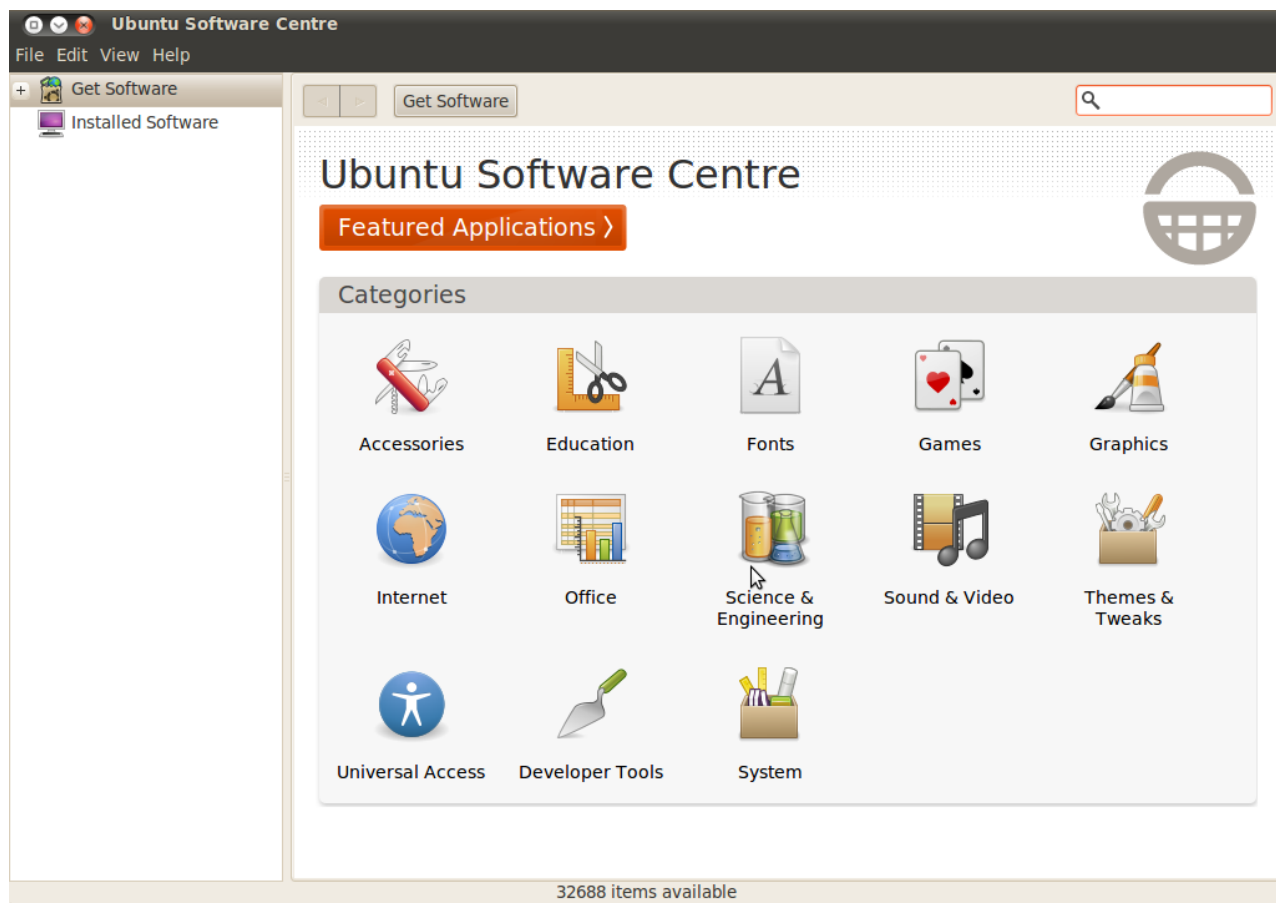 Ubuntu Software Centre
File Edit View Help
Get Software
Installed Software
Get Software
Ubuntu Software Centre
Featured Applications ⟩
Categories
Accessories
Education
Fonts
Games
Graphics
Internet
Office
Science &
Engineering
Sound & Video
Themes &
Tweaks
Universal Access
Developer Tools
System
32688 items available